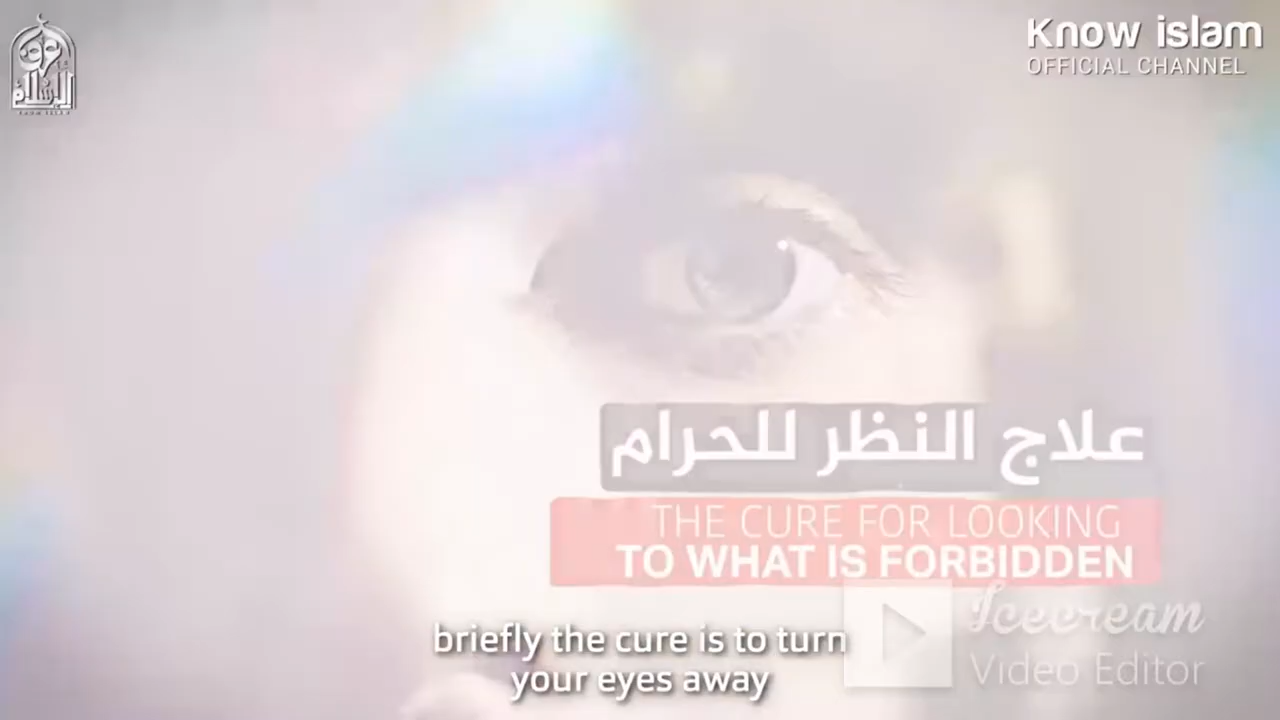 Know islam
OFFICIAL CHANNEL
علاج النظر للحرام
THE CURE FOR LOOKING
TO WHAT IS FORBIDDEN
Icecream
Video Editor
briefly the cure is to turn
your eyes away